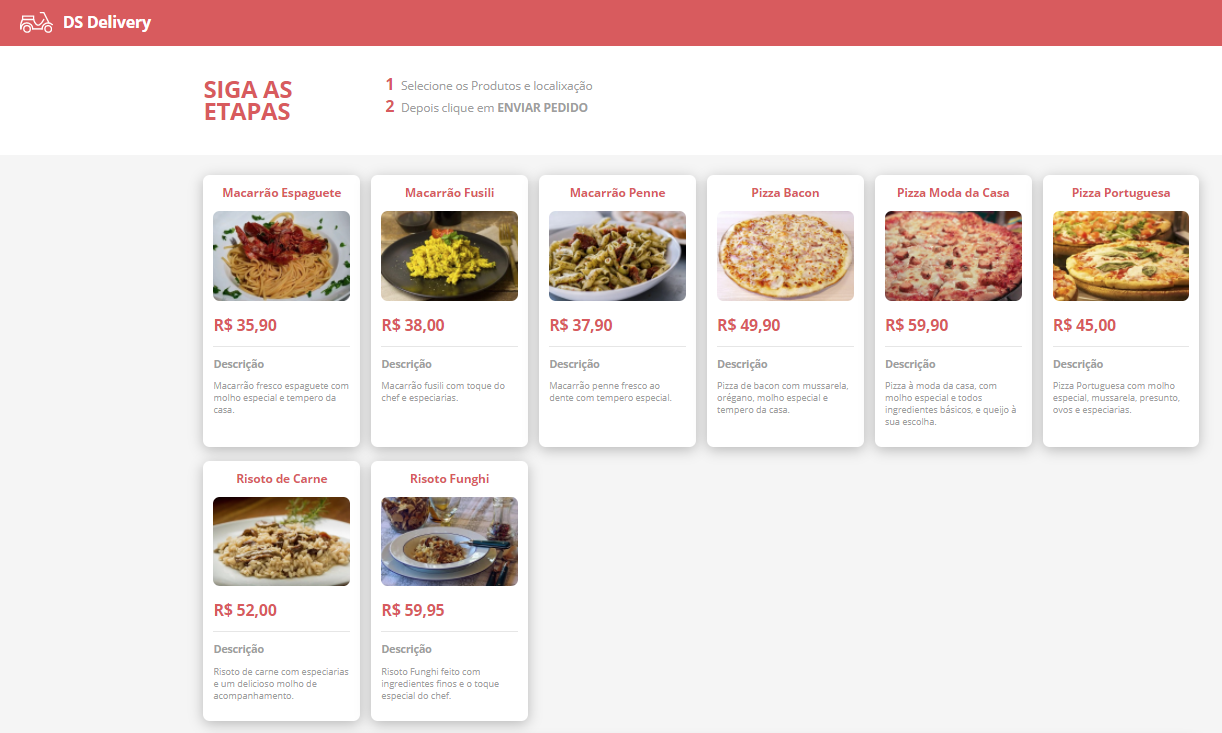 DS Delivery
SIGA AS
ETAPAS
1 Selecione os Produtos e localixação
2 Depois clique em ENVIAR PEDIDO
Macarrão Espaguete
R$ 35,90
Descrição
Macarrão fresco espaguete com
molho especial e tempero da
casa.
Macarrão Fusili
R$ 38,00
Descrição
Macarrão fusili com toque do
chef e especiarias.
Macarrão Penne
R$ 37,90
Descrição
Macarrão penne fresco ao
dente com tempero especial.
Pizza Bacon
R$ 49,90
Descrição
Pizza de bacon com mussarela,
orégano, molho especial e
tempero da casa.
Pizza Moda da Casa
R$ 59,90
Descrição
Pizza à moda da casa, com
molho especial e todos
ingredientes básicos, e queijo à
sua escolha.
Pizza Portuguesa
R$ 45,00
Descrição
Pizza Portuguesa com molho
especial, mussarela, presunto,
ovos e especiarias.
Risoto de Carne
R$ 52,00
Descrição
Risoto de carne com especiarias
e um delicioso molho de
acompanhamento.
Risoto Funghi
R$ 59,95
Descrição
Risoto Funghi feito com
ingredientes finos e o toque
especial do chef.